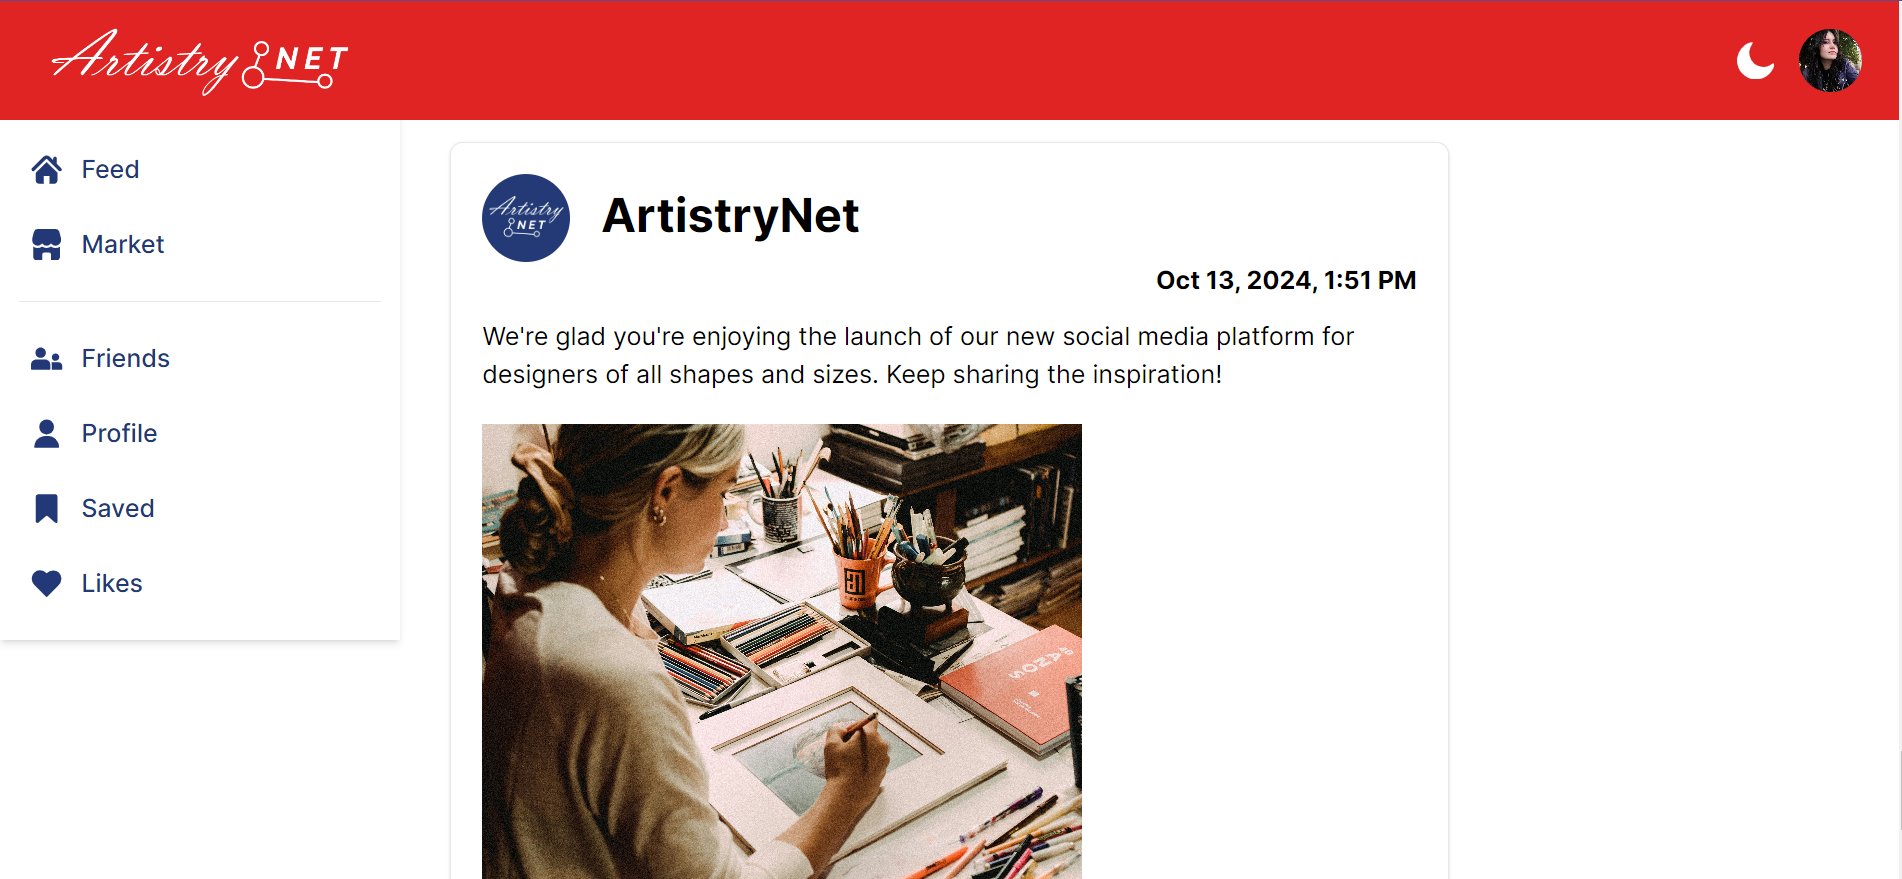 Artistry NET
Feed
Market
Friends
Profile
Saved
Likes
Artistry
NET
ArtistryNet
Oct 13, 2024, 1:51 PM
We're glad you're enjoying the launch of our new social media platform for
designers of all shapes and sizes. Keep sharing the inspiration!